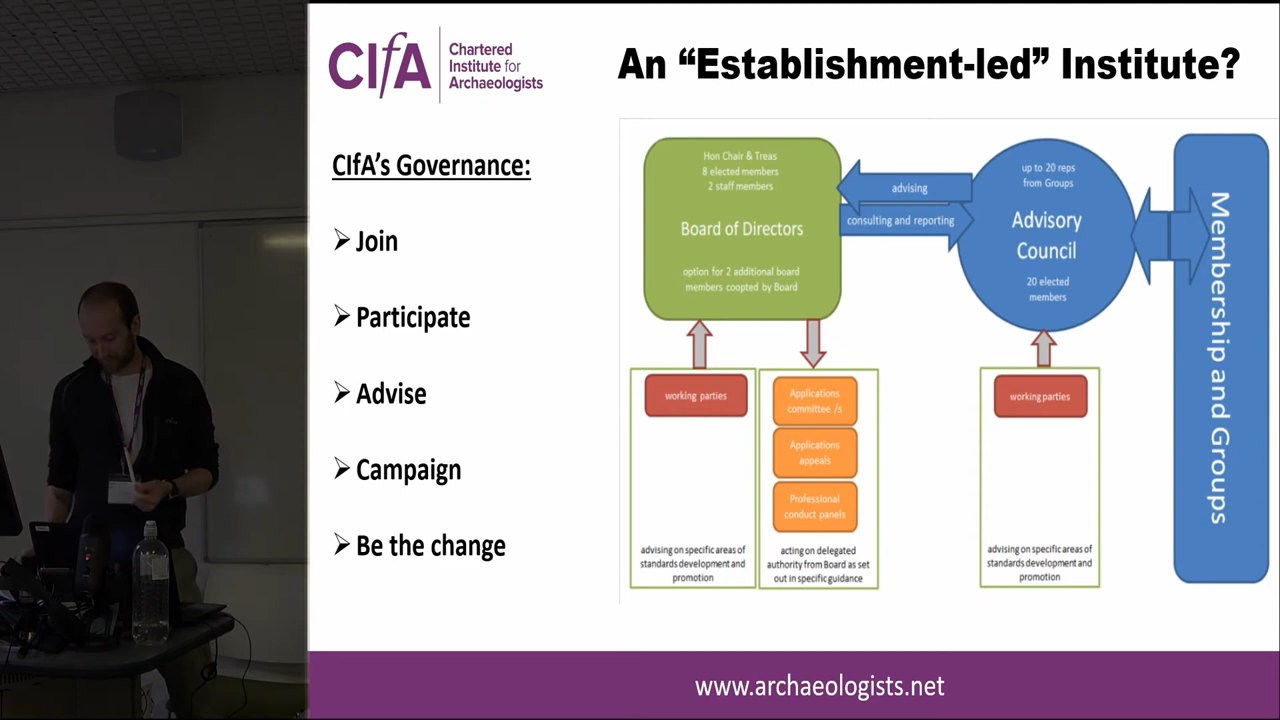 CIfA
Chartered
Institute for
Archaeologists
An “Establishment-led” Institute?
CIfA’s Governance:
Join
Participate
Advise
Campaign
Be the change
Hon Chair & Treas
8 elected members
2 staff members
Board of Directors
option for 2 additional board
members coopted by Board
advising
consulting and reporting
up to 20 reps
from Groups
Advisory
Council
20 elected
members
Membership and Groups
working parties
advising on specific areas of
standards development and
promotion
Applications
committee /s
Applications
appeals
Professional
conduct panels
acting on delegated
authority from Board as set
out in specific guidance
working parties
advising on specific areas of
standards development and
promotion
www.archaeologists.net